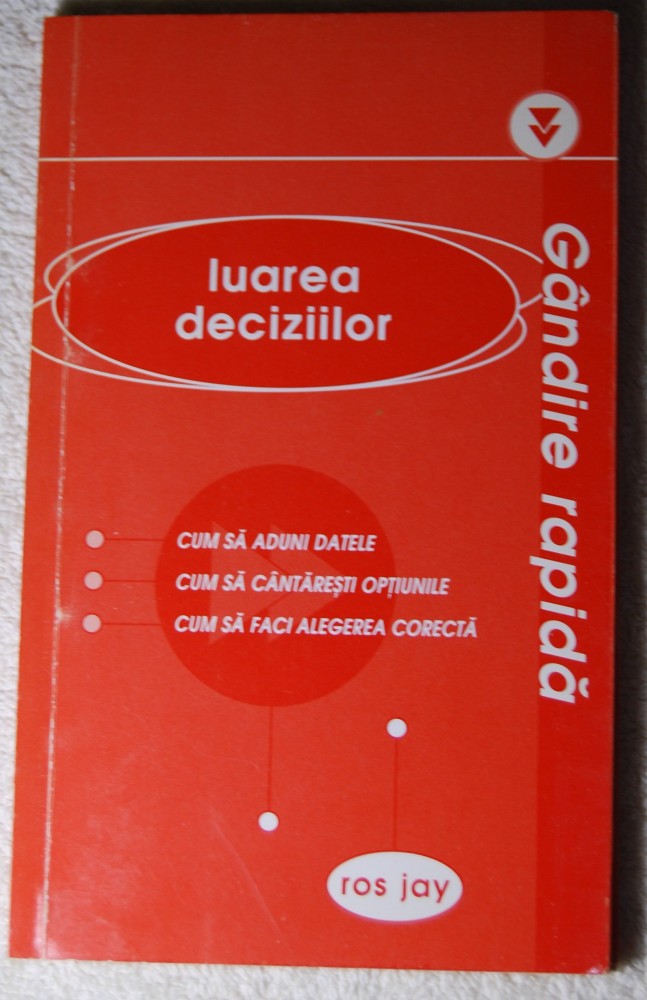 luarea
deciziilor
Gândire rapidă
CUM SĂ ADUNI DATELE
CUM SĂ CÂNTĂREȘTI OPȚIUNILE
CUM SĂ FACI ALEGEREA CORECTĂ
ros jay